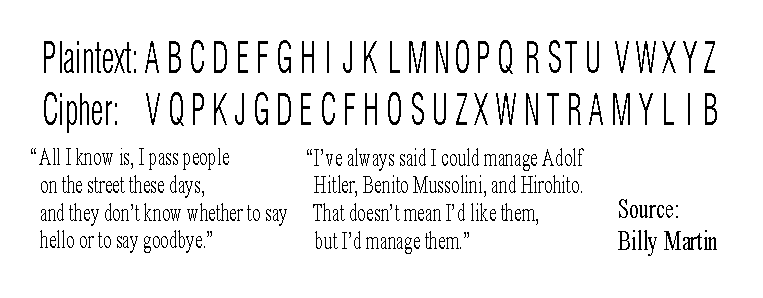 Plaintext: A B C D E F G H I J K L M N O P Q R S T U V W X Y Z
Cipher: V Q P K J G D E C F H O S U Z X W N T R A M Y L I B
“All I know is, I pass people
on the street these days,
and they don’t know whether to say
hello or to say goodbye.”
“I’ve always said I could manage Adolf
Hitler, Benito Mussolini, and Hirohito.
That doesn’t mean I’d like them,
but I’d manage them.”
Source:
Billy Martin